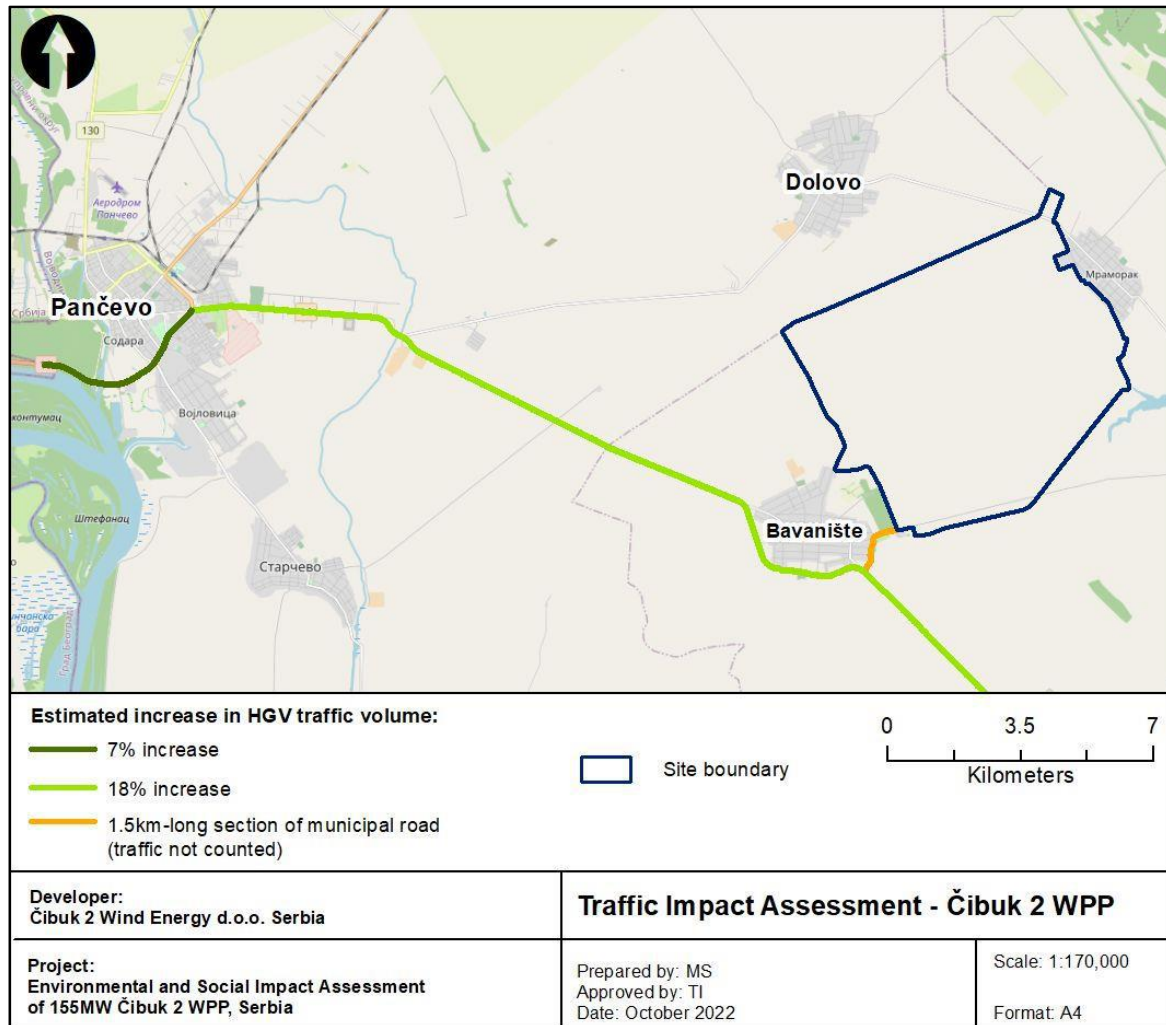 130
Аеродром
Панчево
Dolovo
Мраморак
Pančevo
Србија
Содара
Војловица
Штефанац
Bavanište
Старчево
Estimated increase in HGV traffic volume:
7% increase
18% increase
1.5km-long section of municipal road
(traffic not counted)
Site boundary
0 3.5 7
Kilometers
Developer:
Čibuk 2 Wind Energy d.o.o. Serbia
Traffic Impact Assessment - Čibuk 2 WPP
Project:
Environmental and Social Impact Assessment
of 155MW Čibuk 2 WPP, Serbia
Prepared by: MS
Approved by: TI
Date: October 2022
Scale: 1:170,000
Format: A4